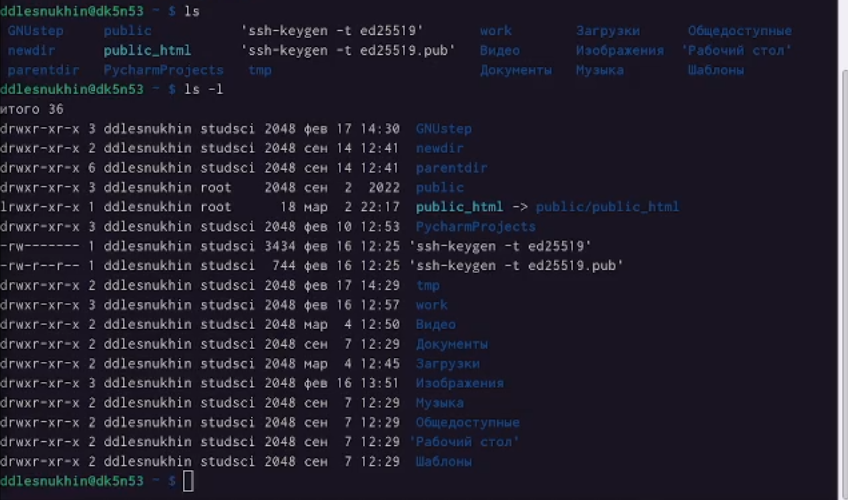 ddlesnukhin@dk5n53 ~ $ ls
GNUstep public 'ssh-keygen -t ed25519' work Загрузки Общедоступные
newdir public_html 'ssh-keygen -t ed25519.pub' Видео Изображения 'Рабочий стол'
parentdir PycharmProjects tmp Документы Музыка Шаблоны
ddlesnukhin@dk5n53 ~ $ ls -l
итого 36
drwxr-xr-x 3 ddlesnukhin studsci 2048 фев 17 14:30 GNUstep
drwxr-xr-x 2 ddlesnukhin studsci 2048 сен 14 12:41 newdir
drwxr-xr-x 6 ddlesnukhin studsci 2048 сен 14 12:41 parentdir
drwxr-xr-x 3 ddlesnukhin root 2048 сен 2 2022 public
lrwxr-xr-x 1 ddlesnukhin root 18 мар 2 22:17 public_html -> public/public_html
drwxr-xr-x 3 ddlesnukhin studsci 2048 фев 10 12:53 PycharmProjects
-rw------- 1 ddlesnukhin studsci 3434 фев 16 12:25 'ssh-keygen -t ed25519'
-rw-r--r-- 1 ddlesnukhin studsci 744 фев 16 12:25 'ssh-keygen -t ed25519.pub'
drwxr-xr-x 2 ddlesnukhin studsci 2048 фев 17 14:29 tmp
drwxr-xr-x 3 ddlesnukhin studsci 2048 фев 16 12:57 work
drwxr-xr-x 2 ddlesnukhin studsci 2048 мар 4 12:50 Видео
drwxr-xr-x 2 ddlesnukhin studsci 2048 сен 7 12:29 Документы
drwxr-xr-x 2 ddlesnukhin studsci 2048 мар 4 12:45 Загрузки
drwxr-xr-x 3 ddlesnukhin studsci 2048 фев 16 13:51 Изображения
drwxr-xr-x 2 ddlesnukhin studsci 2048 сен 7 12:29 Музыка
drwxr-xr-x 2 ddlesnukhin studsci 2048 сен 7 12:29 Общедоступные
drwxr-xr-x 2 ddlesnukhin studsci 2048 сен 7 12:29 'Рабочий стол'
drwxr-xr-x 2 ddlesnukhin studsci 2048 сен 7 12:29 Шаблоны
ddlesnukhin@dk5n53 ~ $